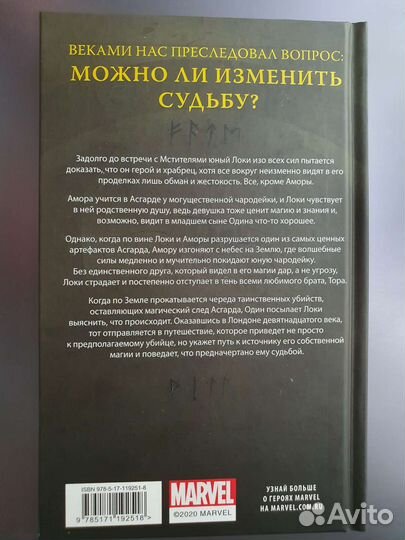 ВЕКАМИ НАС ПРЕСЛЕДОВАЛ ВОПРОС:
МОЖНО ЛИ ИЗМЕНИТЬ
СУДЬБУ?
ᚠᚨᛏᛖ
Задолго до встречи с Мстителями юный Локи изо всех сил пытается
доказать, что он герой и храбрец, хотя все вокруг неизменно видят в его
проделках лишь обман и жестокость. Все, кроме Аморы.
Амора учится в Асгарде у могущественной чародейки, и Локи чувствует
в ней родственную душу, ведь девушка тоже ценит магию и знания и,
возможно, видит в младшем сыне Одина что-то хорошее.
Однако, когда по вине Локи и Аморы разрушается один из самых ценных
артефактов Асгарда, Амору изгоняют с небес на Землю, где волшебные
силы медленно и мучительно покидают юную чародейку.
Без единственного друга, который видел в его магии дар, а не угрозу,
Локи страдает и постепенно отступает в тень всеми любимого брата, Тора.
Когда по Земле прокатывается череда таинственных убийств,
оставляющих магический след Асгарда, Один посылает Локи
выяснить, что происходит. Оказавшись в Лондоне девятнадцатого века,
тот отправляется в путешествие, которое приведет не просто
к предполагаемому убийце, но укажет путь к источнику его собственной
магии и поведает, что предначертано ему судьбой.
ISBN 978-5-17-119251-8
9785171192518>
MARVEL
©2020 MARVEL
УЗНАЙ БОЛЬШЕ
О ГЕРОЯХ MARVEL
НА MARVEL.COM.RU
Avito